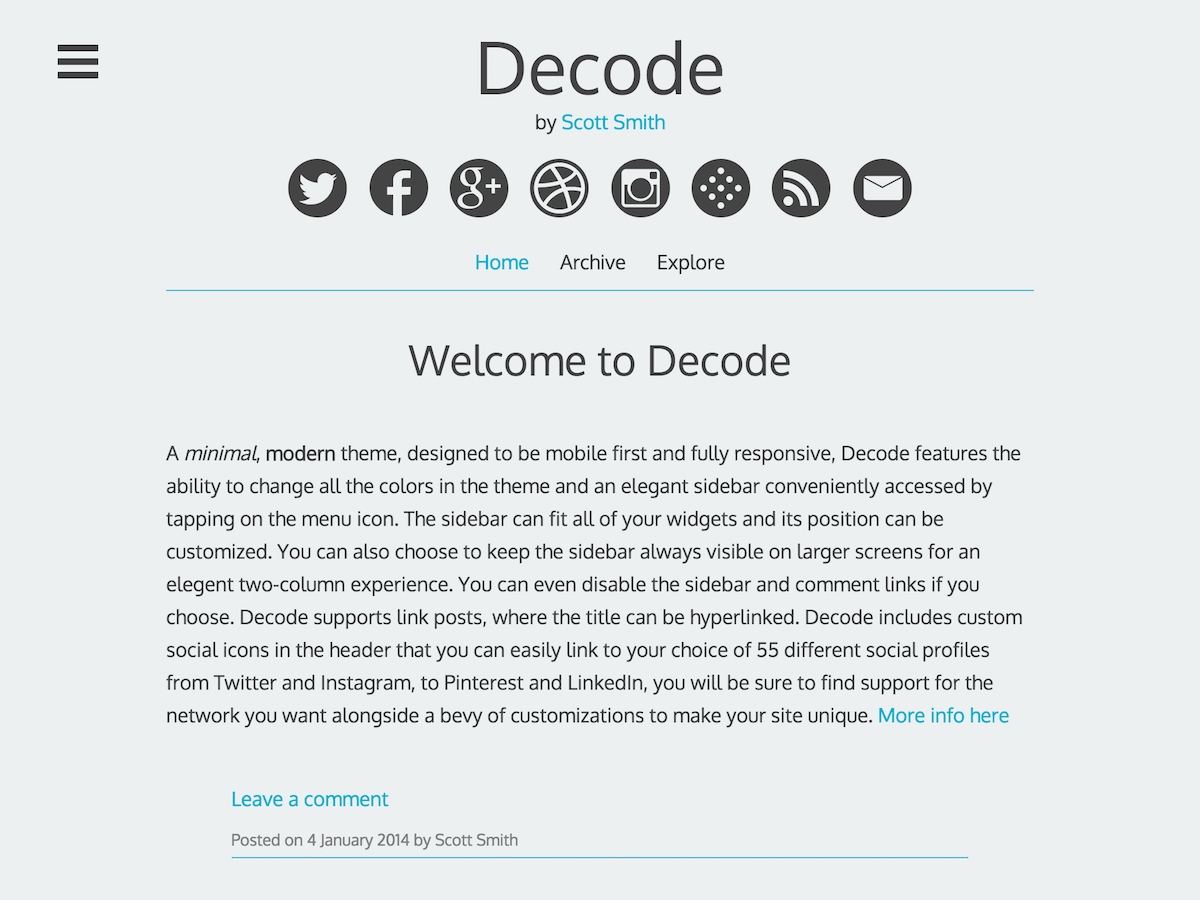 Decode
by Scott Smith
Home Archive Explore
Welcome to Decode
A minimal, modern theme, designed to be mobile first and fully responsive, Decode features the
ability to change all the colors in the theme and an elegant sidebar conveniently accessed by
tapping on the menu icon. The sidebar can fit all of your widgets and its position can be
customized. You can also choose to keep the sidebar always visible on larger screens for an
elegent two-column experience. You can even disable the sidebar and comment links if you
choose. Decode supports link posts, where the title can be hyperlinked. Decode includes custom
social icons in the header that you can easily link to your choice of 55 different social profiles
from Twitter and Instagram, to Pinterest and LinkedIn, you will be sure to find support for the
network you want alongside a bevy of customizations to make your site unique. More info here
Leave a comment
Posted on 4 January 2014 by Scott Smith